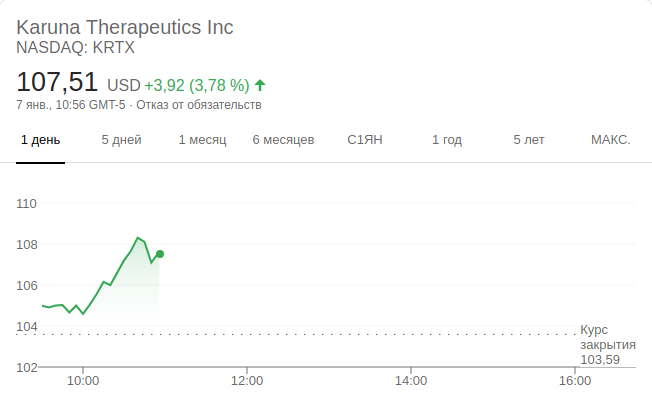 Karuna Therapeutics Inc
NASDAQ: KRTX
107,51 USD +3,92 (3,78 %)
7 янв., 10:56 GMT-5 · Отказ от обязательств
1 день 5 дней 1 месяц 6 месяцев С1ЯН 1 год 5 лет МАКС.
110
108
106
104
102
Курс
закрытия
103,59
10:00 12:00 14:00 16:00